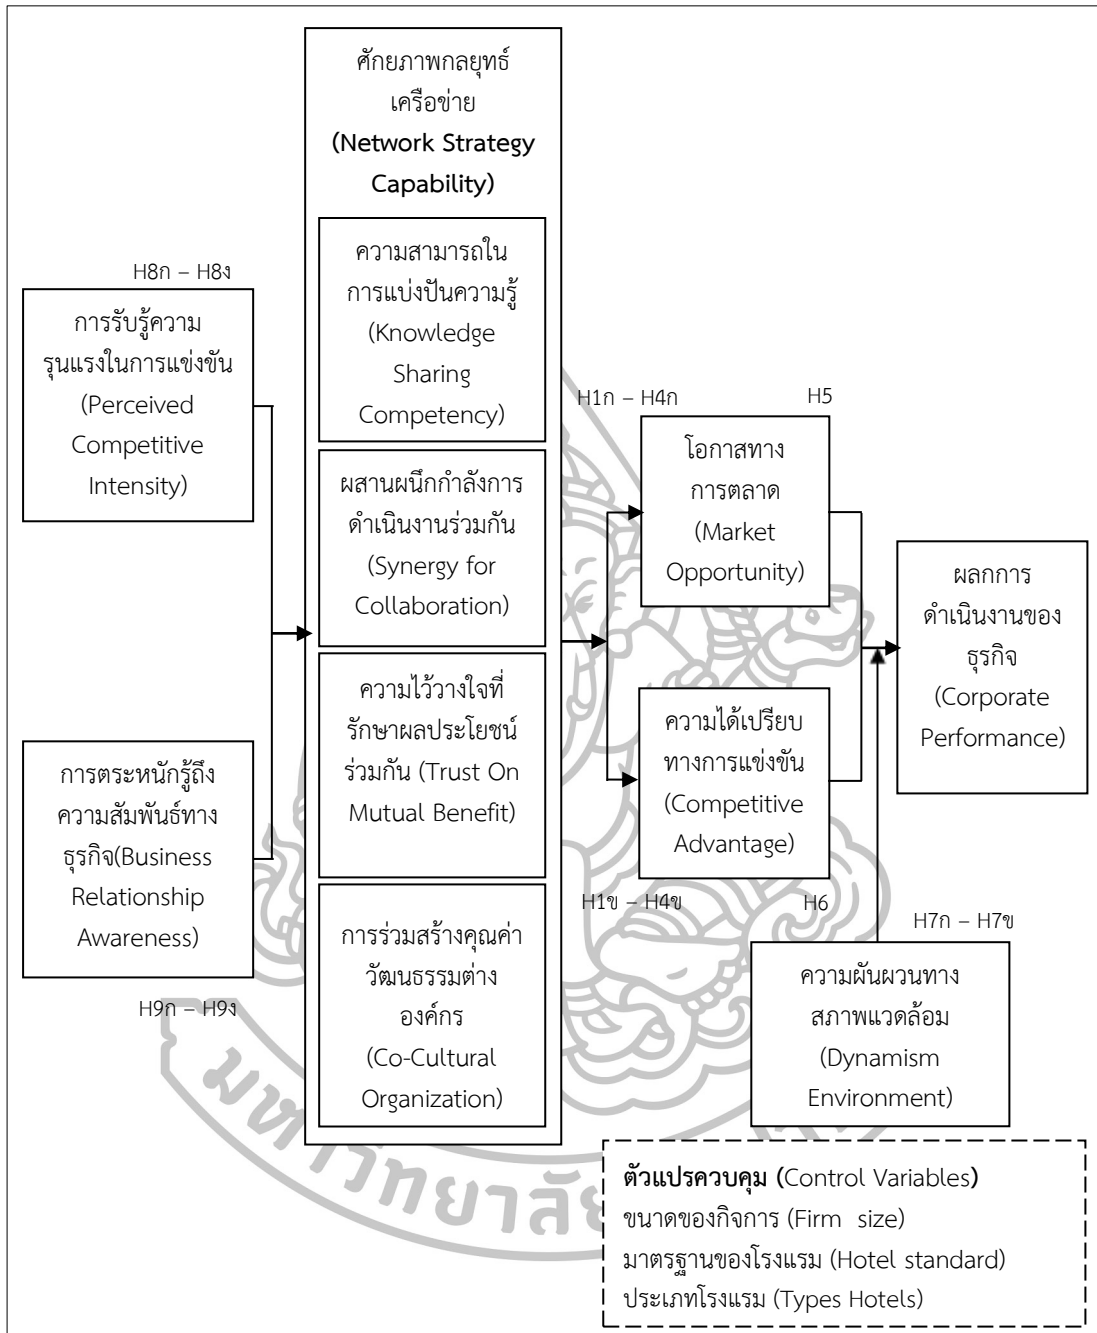 ศักยภาพกลยุทธ์
เครือข่าย
(Network Strategy
Capability)
ความสามารถใน
การแบ่งปันความรู้
(Knowledge
Sharing
Competency)
ผสานผนึกกำลังการ
ดำเนินงานร่วมกัน
(Synergy for
Collaboration)
ความไว้วางใจที่
รักษาผลประโยชน์
ร่วมกัน (Trust On
Mutual Benefit)
การร่วมสร้างคุณค่า
วัฒนธรรมต่าง
องค์กร
(Co-Cultural
Organization)
H8ก – H8ง
การรับรู้ความ
รุนแรงในการแข่งขัน
(Perceived
Competitive
Intensity)
การตระหนักรู้ถึง
ความสัมพันธ์ทาง
ธุรกิจ(Business
Relationship
Awareness)
H9ก – H9ง
H1ก – H4ก
H5
โอกาสทาง
การตลาด
(Market
Opportunity)
ความได้เปรียบ
ทางการแข่งขัน
(Competitive
Advantage)
H1ข – H4ข
H6
ผลกการ
ดำเนินงานของ
ธุรกิจ
(Corporate
Performance)
H7ก – H7ข
ความผันผวนทาง
สภาพแวดล้อม
(Dynamism
Environment)
ตัวแปรควบคุม (Control Variables)
ขนาดของกิจการ (Firm size)
มาตรฐานของโรงแรม (Hotel standard)
ประเภทโรงแรม (Types Hotels)
มหาวิทยาลัย